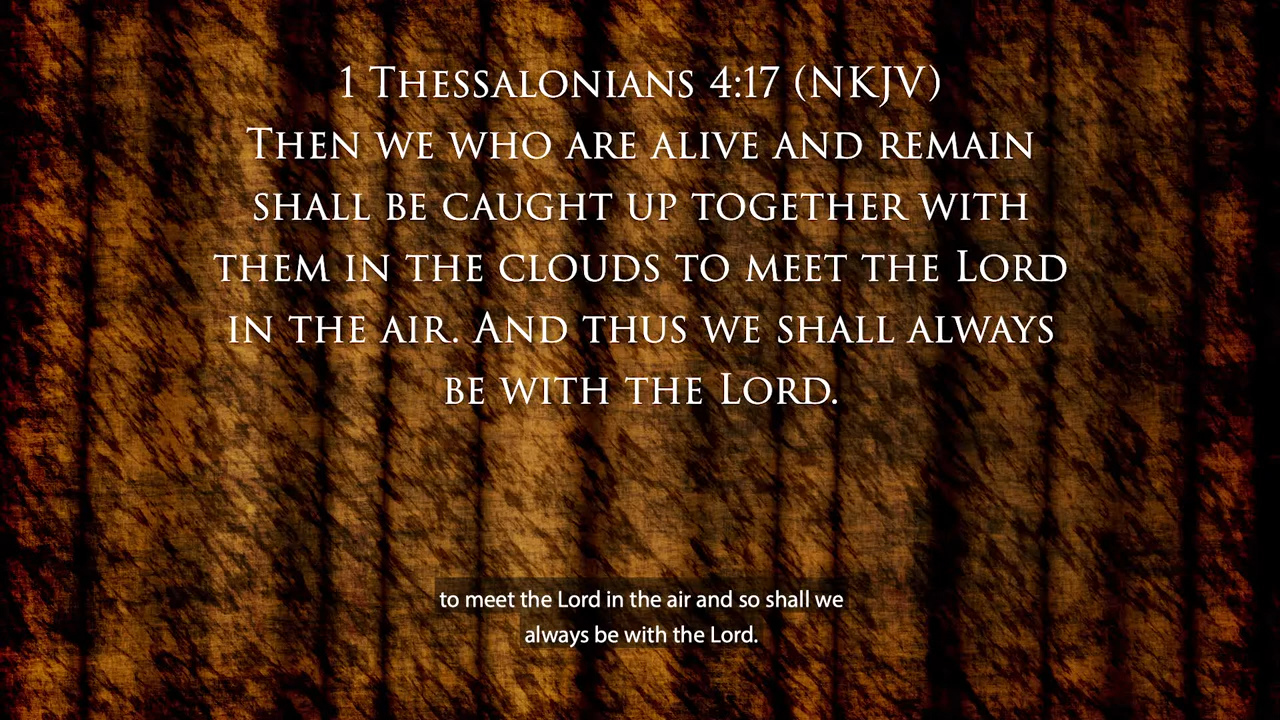 1 Thessalonians 4:17 (NKJV)
Then we who are alive and remain
shall be caught up together with
them in the clouds to meet the Lord
in the air. And thus we shall always
be with the Lord.
to meet the Lord in the air and so shall we
always be with the Lord.